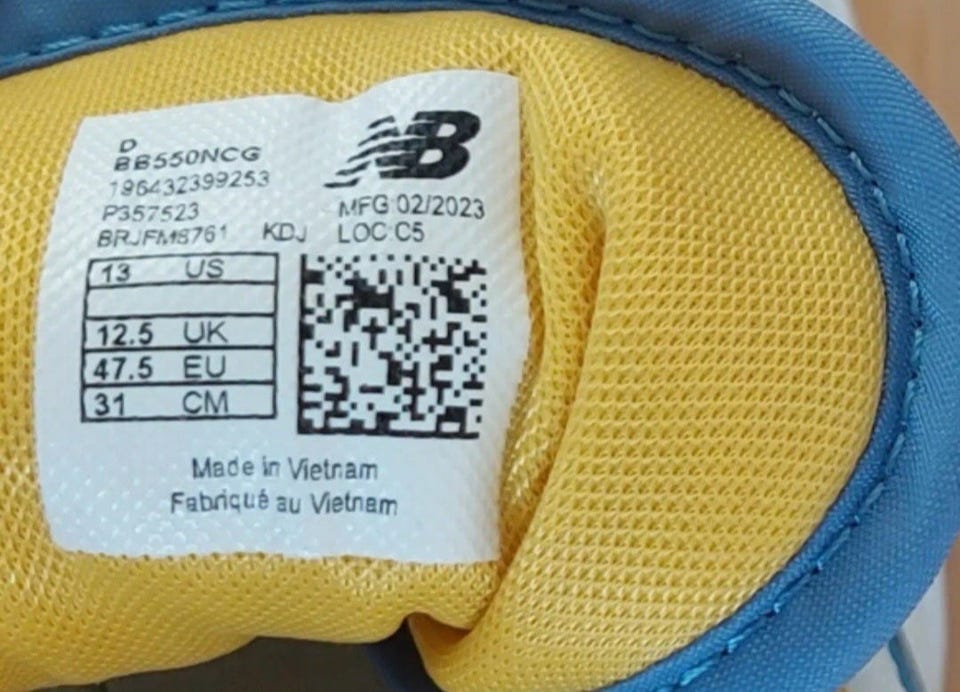 D
BB550NCG
196432399253
P357523
BRJFM8761 KDJ
NB
MFG 02/2023
LOC:C5
13 US
12.5 UK
47.5 EU
31 CM
Made in Vietnam
Fabriqué au Vietnam